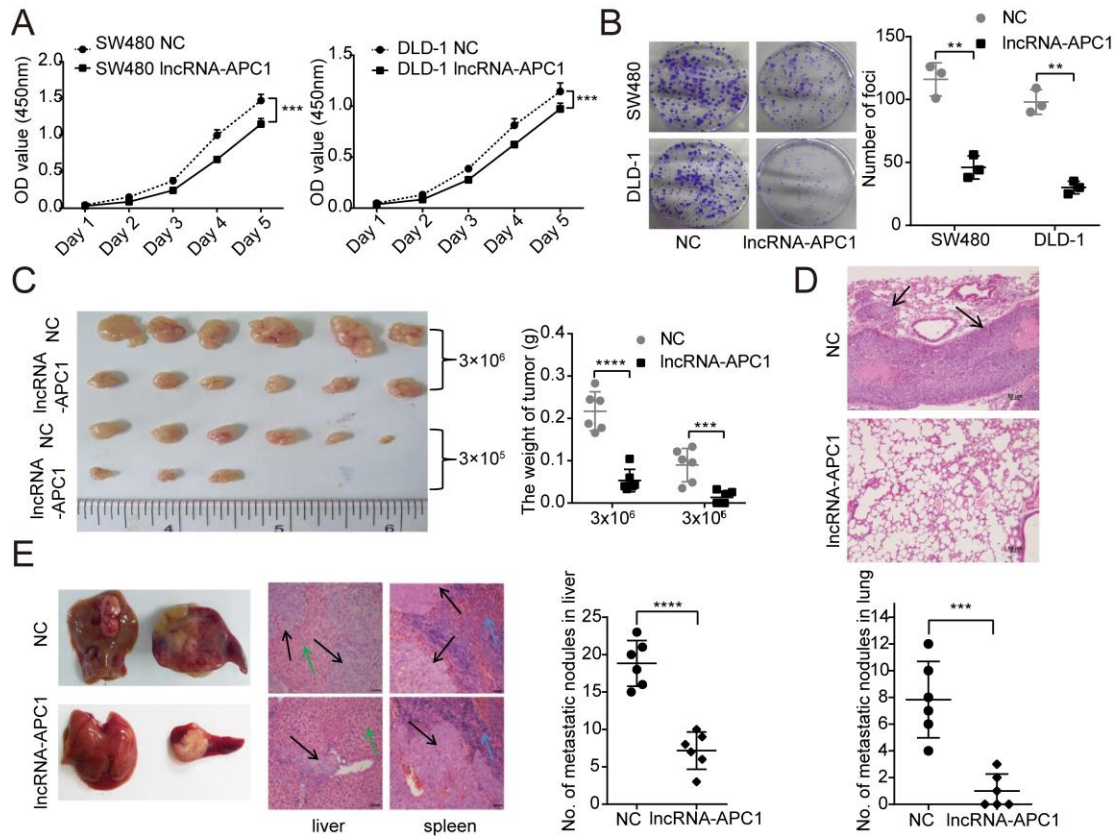 A
SW480 NC
SW480 lncRNA-APC1
OD value (450nm)
2.0
1.5
1.0
0.5
0.0
***
Day 1
Day 2
Day 3
Day 4
Day 5
DLD-1 NC
DLD-1 lncRNA-APC1
OD value (450nm)
1.5
1.0
0.5
0.0
***
Day 1
Day 2
Day 3
Day 4
Day 5
B
SW480
DLD-1
NC
lncRNA-APC1
NC
lncRNA-APC1
Number of foci
150
100
50
0
**
**
SW480
DLD-1
C
NC
lncRNA
-APC1
NC
lncRNA
-APC1
3×10⁶
3×10⁵
4
5
6
The weight of tumor (g)
0.4
0.3
0.2
0.1
0.0
NC
lncRNA-APC1
****
***
3×10⁶
3×10⁶
D
NC
lncRNA-APC1
E
NC
lncRNA-APC1
liver
spleen
No. of metastatic nodules in liver
25
20
15
10
5
0
****
NC
lncRNA-APC1
No. of metastatic nodules in lung
14
12
10
8
6
4
2
0
***
NC
lncRNA-APC1